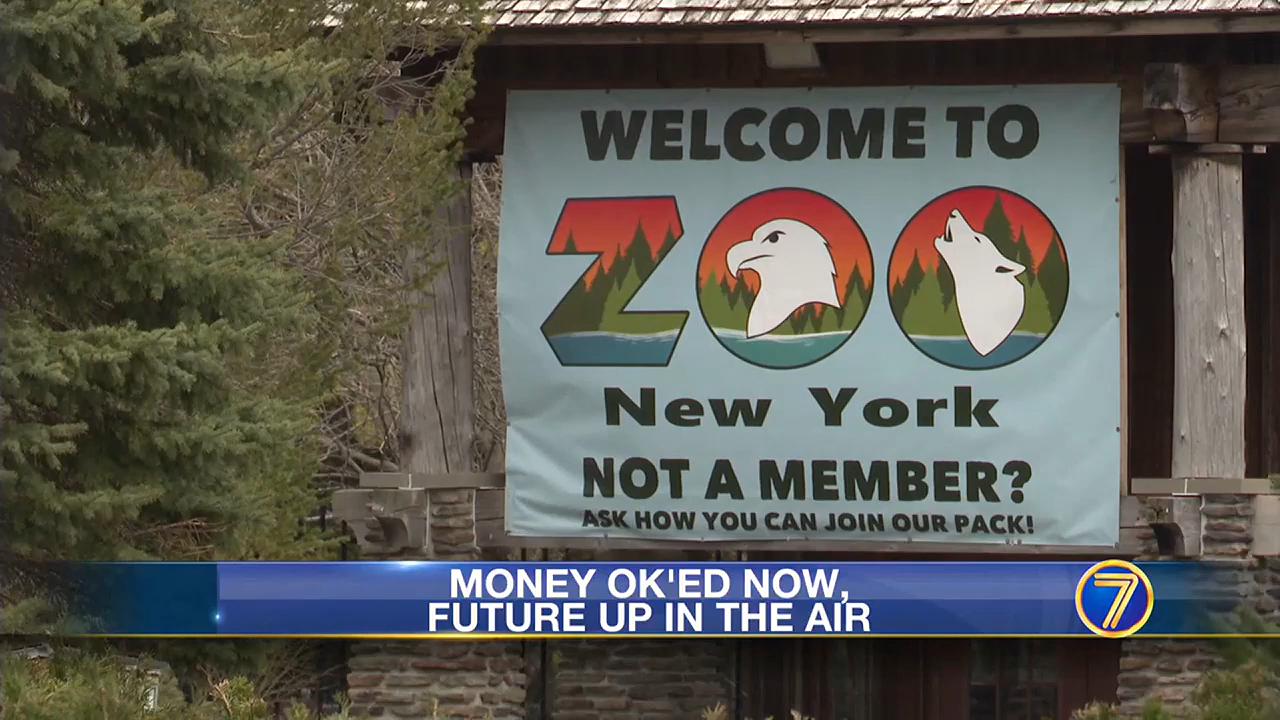 WELCOME TO
ZOO
New York
NOT A MEMBER?
ASK HOW YOU CAN JOIN OUR PACK!
MONEY OK'ED NOW,
FUTURE UP IN THE AIR
7